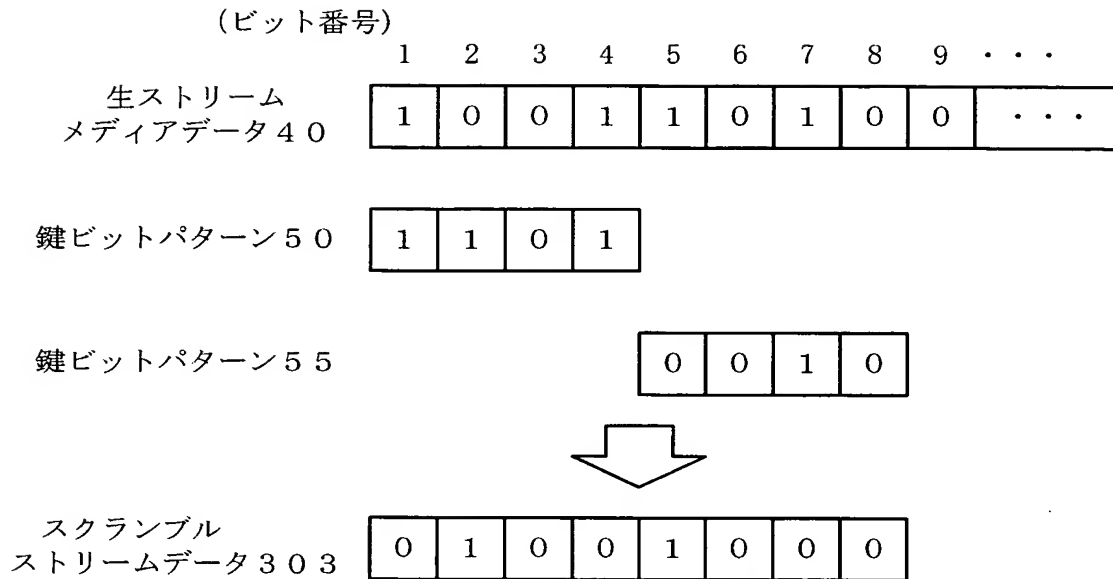 (ビット番号)
1 2 3 4 5 6 7 8 9 ・・・
生ストリーム
メディアデータ40
1 0 0 1 1 0 1 0 0 ・・・
鍵ビットパターン50
1 1 0 1
鍵ビットパターン55
0 0 1 0
スクランブル
ストリームデータ303
0 1 0 0 1 0 0 0